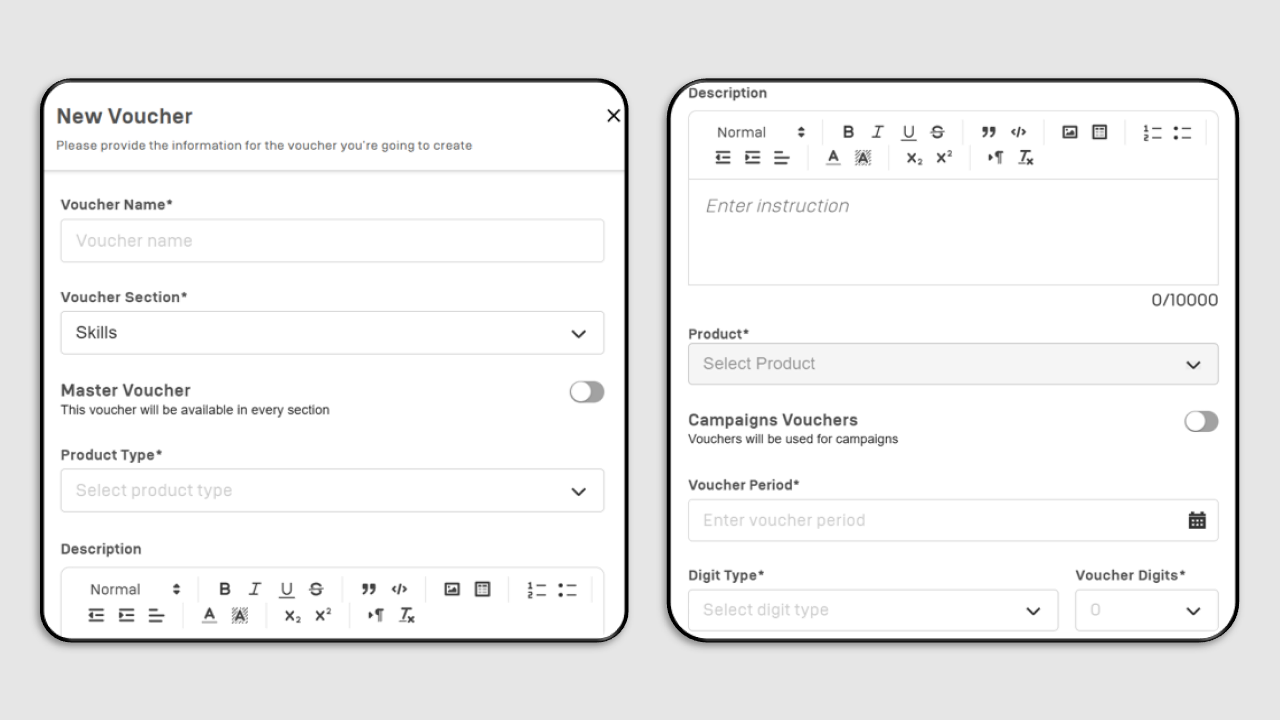 New Voucher
Please provide the information for the voucher you're going to create
Voucher Name*
Voucher name
Voucher Section*
Skills
Master Voucher
This voucher will be available in every section
Product Type*
Select product type
Description
Normal
Description
Normal
Enter instruction
0/10000
Product*
Select Product
Campaigns Vouchers
Vouchers will be used for campaigns
Voucher Period*
Enter voucher period
Digit Type* Voucher Digits*
Select digit type 0